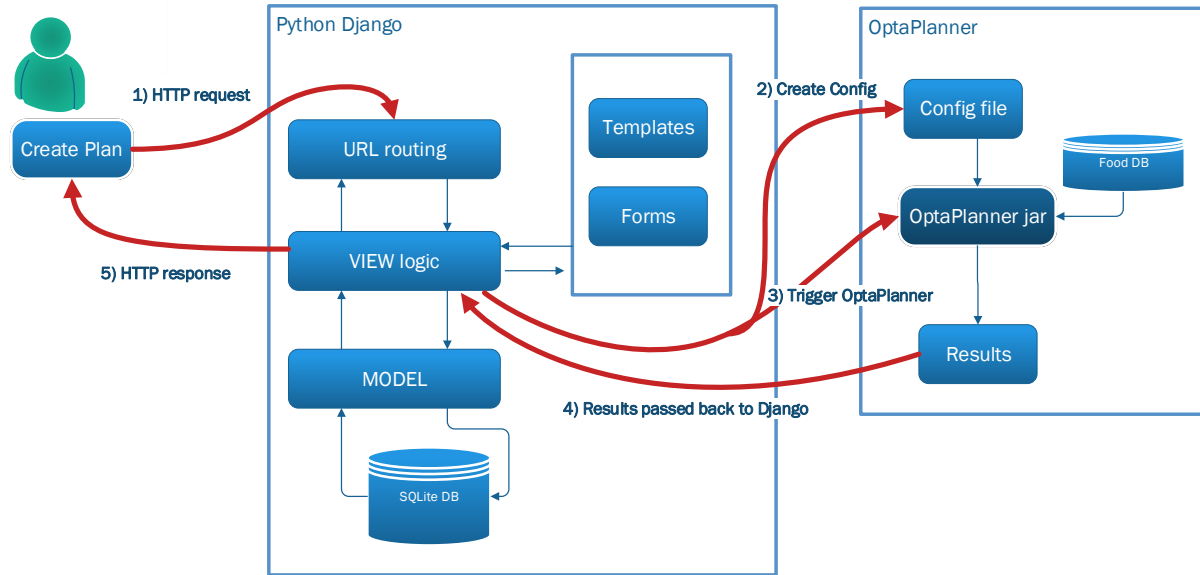 Python Django
OptaPlanner
1) HTTP request
2) Create Config
Create Plan
URL routing
Templates
Config file
Food DB
Forms
OptaPlanner jar
VIEW logic
5) HTTP response
3) Trigger OptaPlanner
Results
MODEL
4) Results passed back to Django
SQLite DB